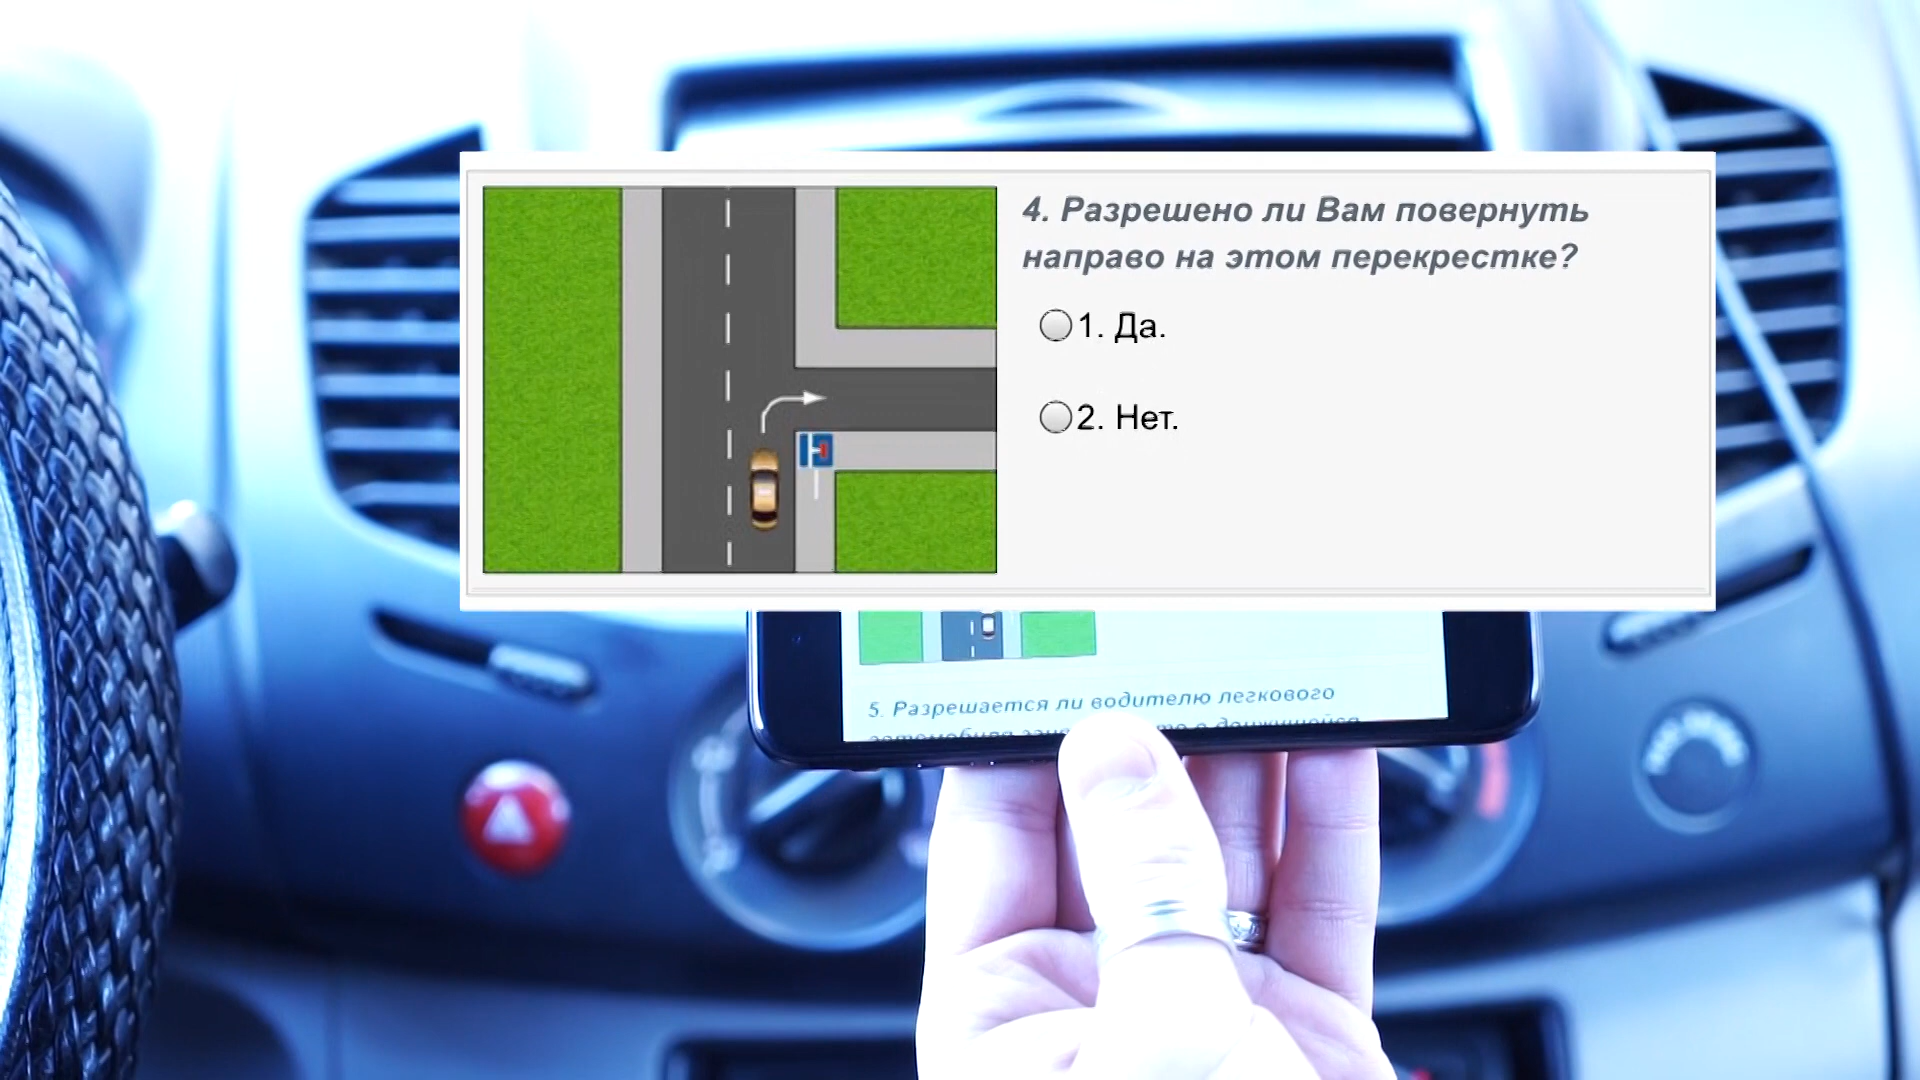 4. Разрешено ли Вам повернуть
направо на этом перекрестке?
1. Да.
2. Нет.
5. Разрешается ли водителю легкового